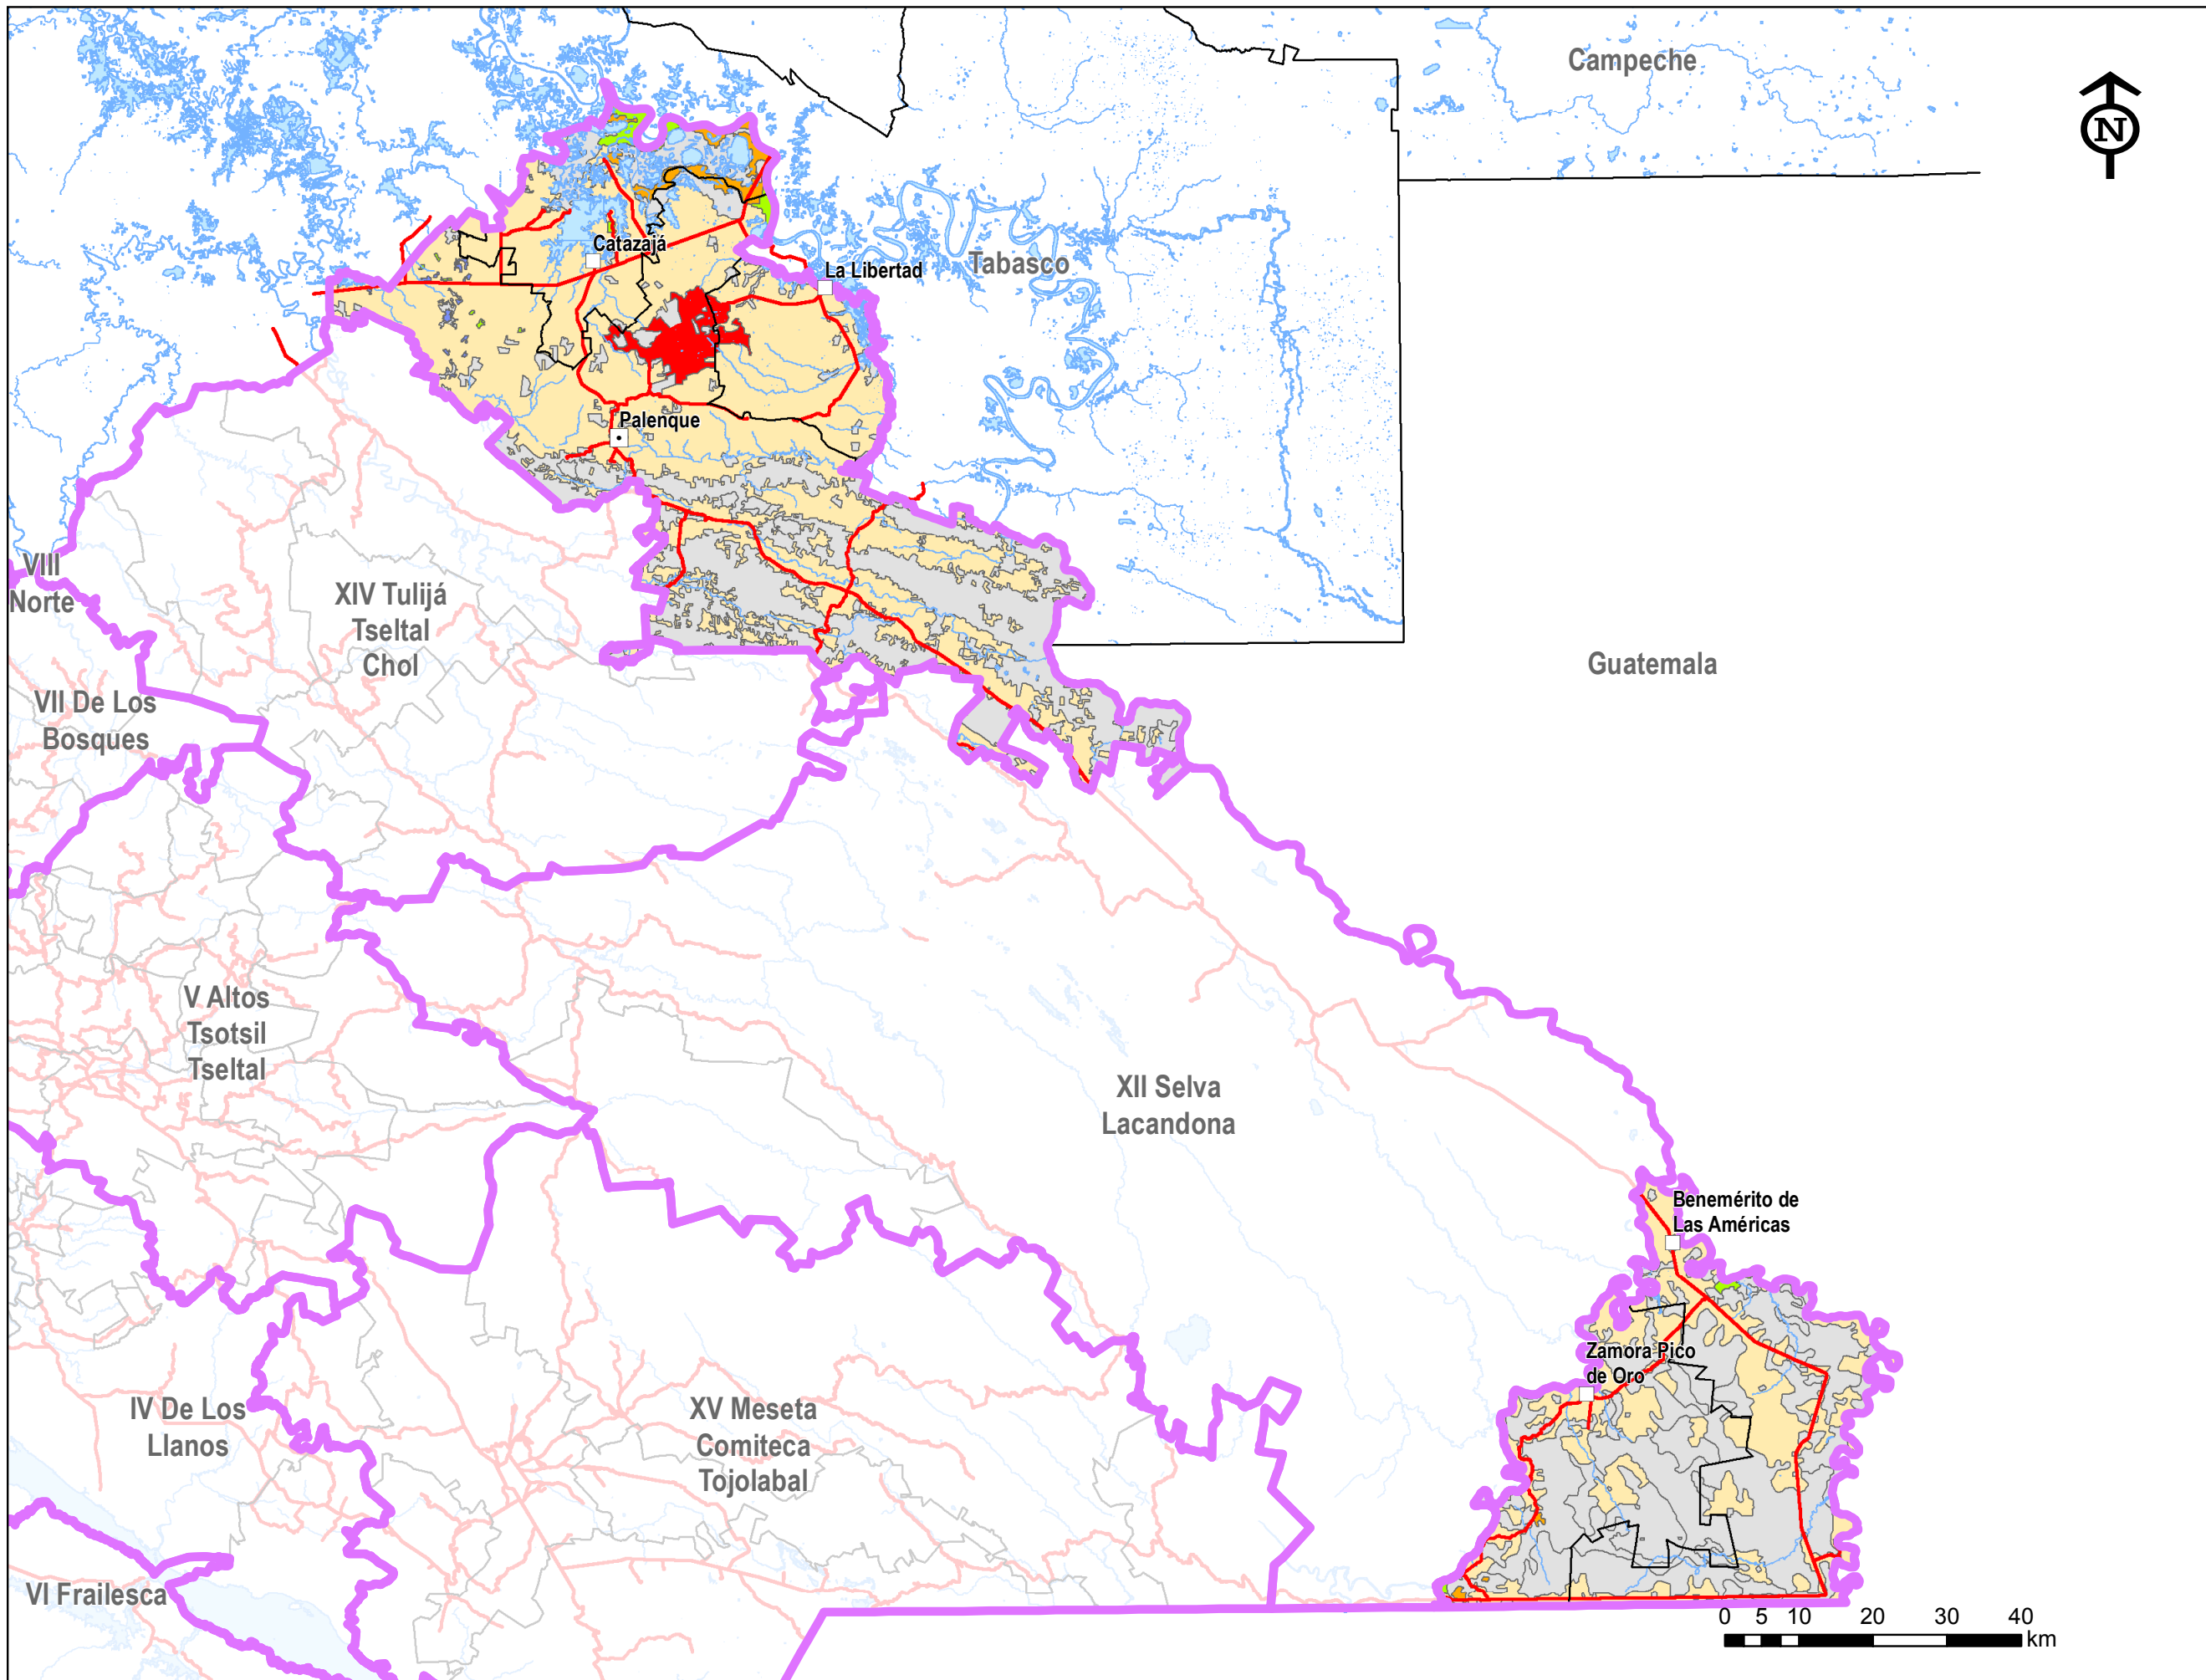 Campeche
N
Catazajá
La Libertad
Tabasco
Palenque
VIII
Norte
XIV Tulijá
Tseltal
Chol
Guatemala
VII De Los
Bosques
V Altos
Tsotsil
Tseltal
XII Selva
Lacandona
Benemérito de
Las Américas
Zamora Pico
de Oro
IV De Los
Llanos
XV Meseta
Comiteca
Tojolabal
VI Frailesca
0 5 10 20 30 40
km